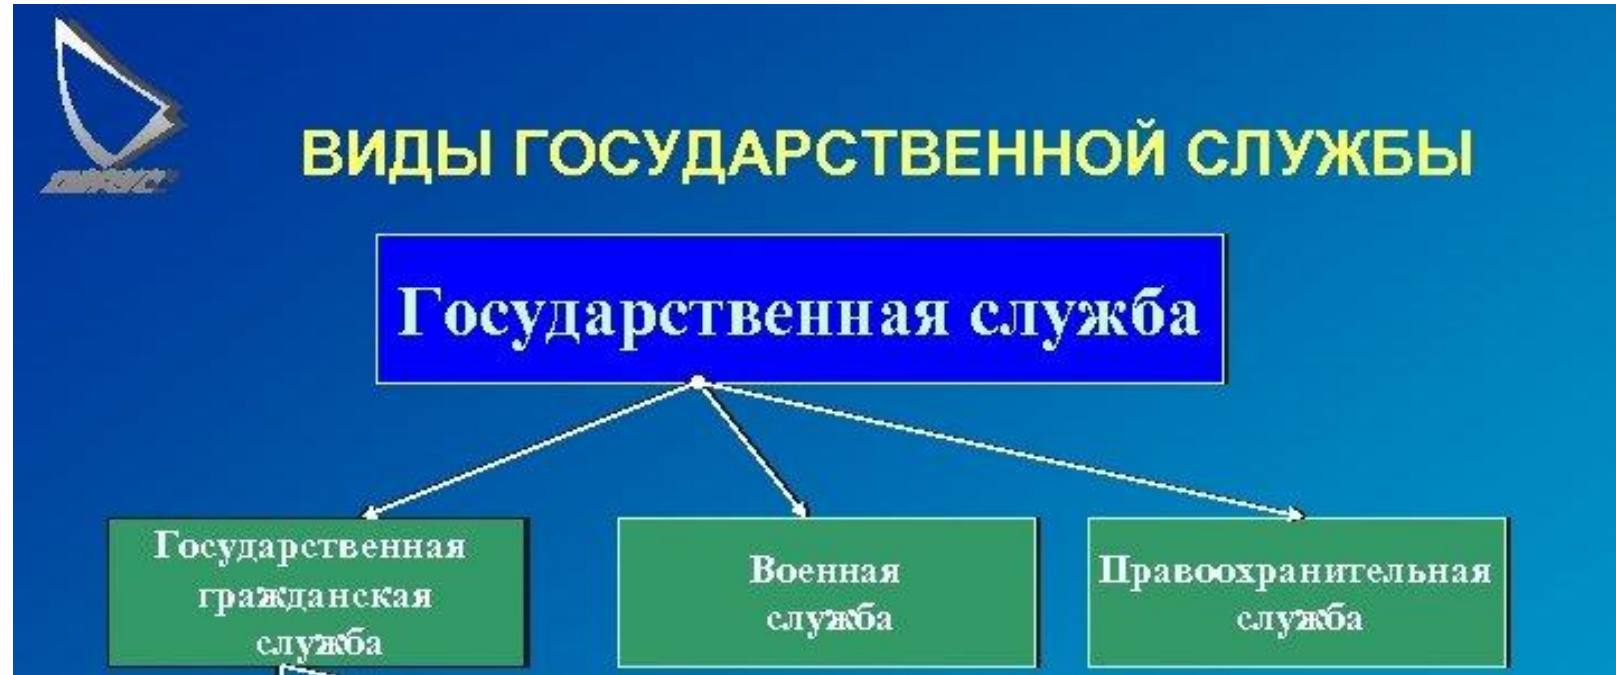 ВИДЫ ГОСУДАРСТВЕННОЙ СЛУЖБЫ
Государственная служба
Государственная
гражданская
служба
Военная
служба
Правоохранительная
служба